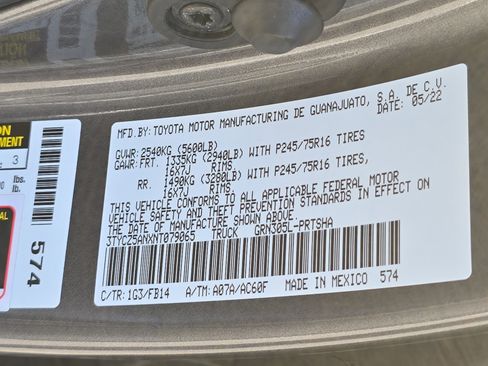 MFD.BY: TOYOTA MOTOR MANUFACTURING DE GUANAJUATO, S.A. DE C.V.
DATE: 05/22
GVWR: 2540KG (5600LB)
GAWR: FRT. 1335KG (2940LB) WITH P245/75R16 TIRES
16X7J RIMS,
RR. 1490KG (3280LB) WITH P245/75R16 TIRES,
16X7J RIMS.
THIS VEHICLE CONFORMS TO ALL APPLICABLE FEDERAL MOTOR
VEHICLE SAFETY AND THEFT PREVENTION STANDARDS IN EFFECT ON
THE DATE OF MANUFACTURE SHOWN ABOVE.
3TYCZ5ANXNT079065 TRUCK GRN305L-PRTSHA
C/TR: 1G3/FB14 A/TM: A07A/AC60F MADE IN MEXICO 574
3
lbs.
574